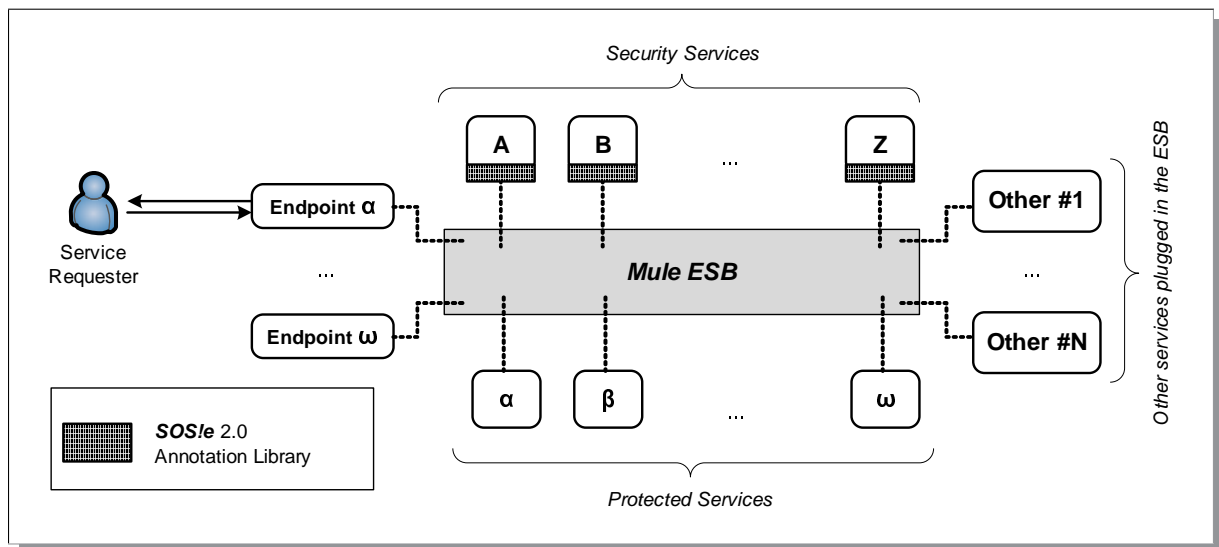 Security Services
A
B
...
Z
Endpoint α
Other #1
Service
Requester
...
Mule ESB
...
Other services plugged in the ESB
Endpoint ω
Other #N
α
β
...
ω
SOS!e 2.0
Annotation Library
Protected Services